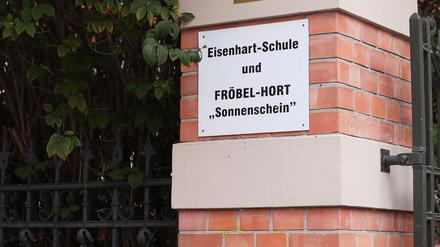 Eisenhart-Schule
und
FRÖBEL-HORT
„Sonnenschein”